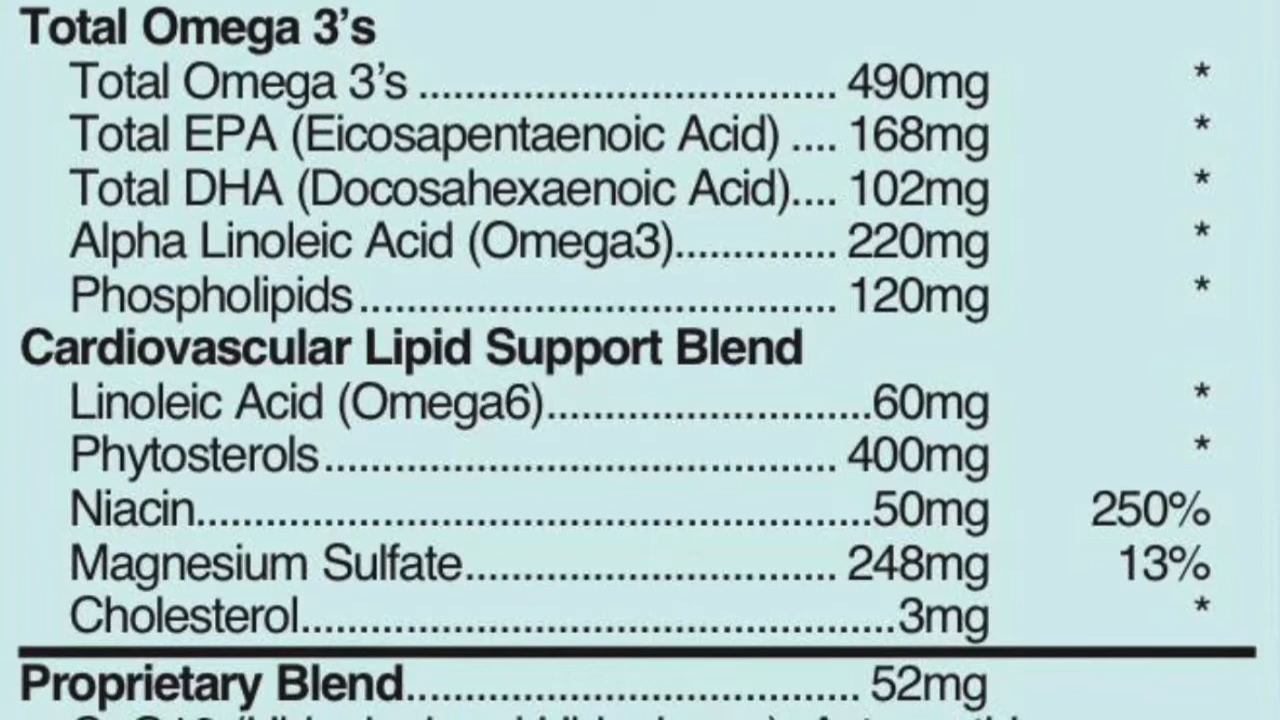 Total Omega 3's
Total Omega 3's .................................... 490mg *
Total EPA (Eicosapentaenoic Acid) .... 168mg *
Total DHA (Docosahexaenoic Acid).... 102mg *
Alpha Linoleic Acid (Omega3).............. 220mg *
Phospholipids......................................... 120mg *
Cardiovascular Lipid Support Blend
Linoleic Acid (Omega6)............................60mg *
Phytosterols............................................ 400mg *
Niacin..........................................................50mg 250%
Magnesium Sulfate................................ 248mg 13%
Cholesterol...................................................3mg *
Proprietary Blend....................................... 52mg